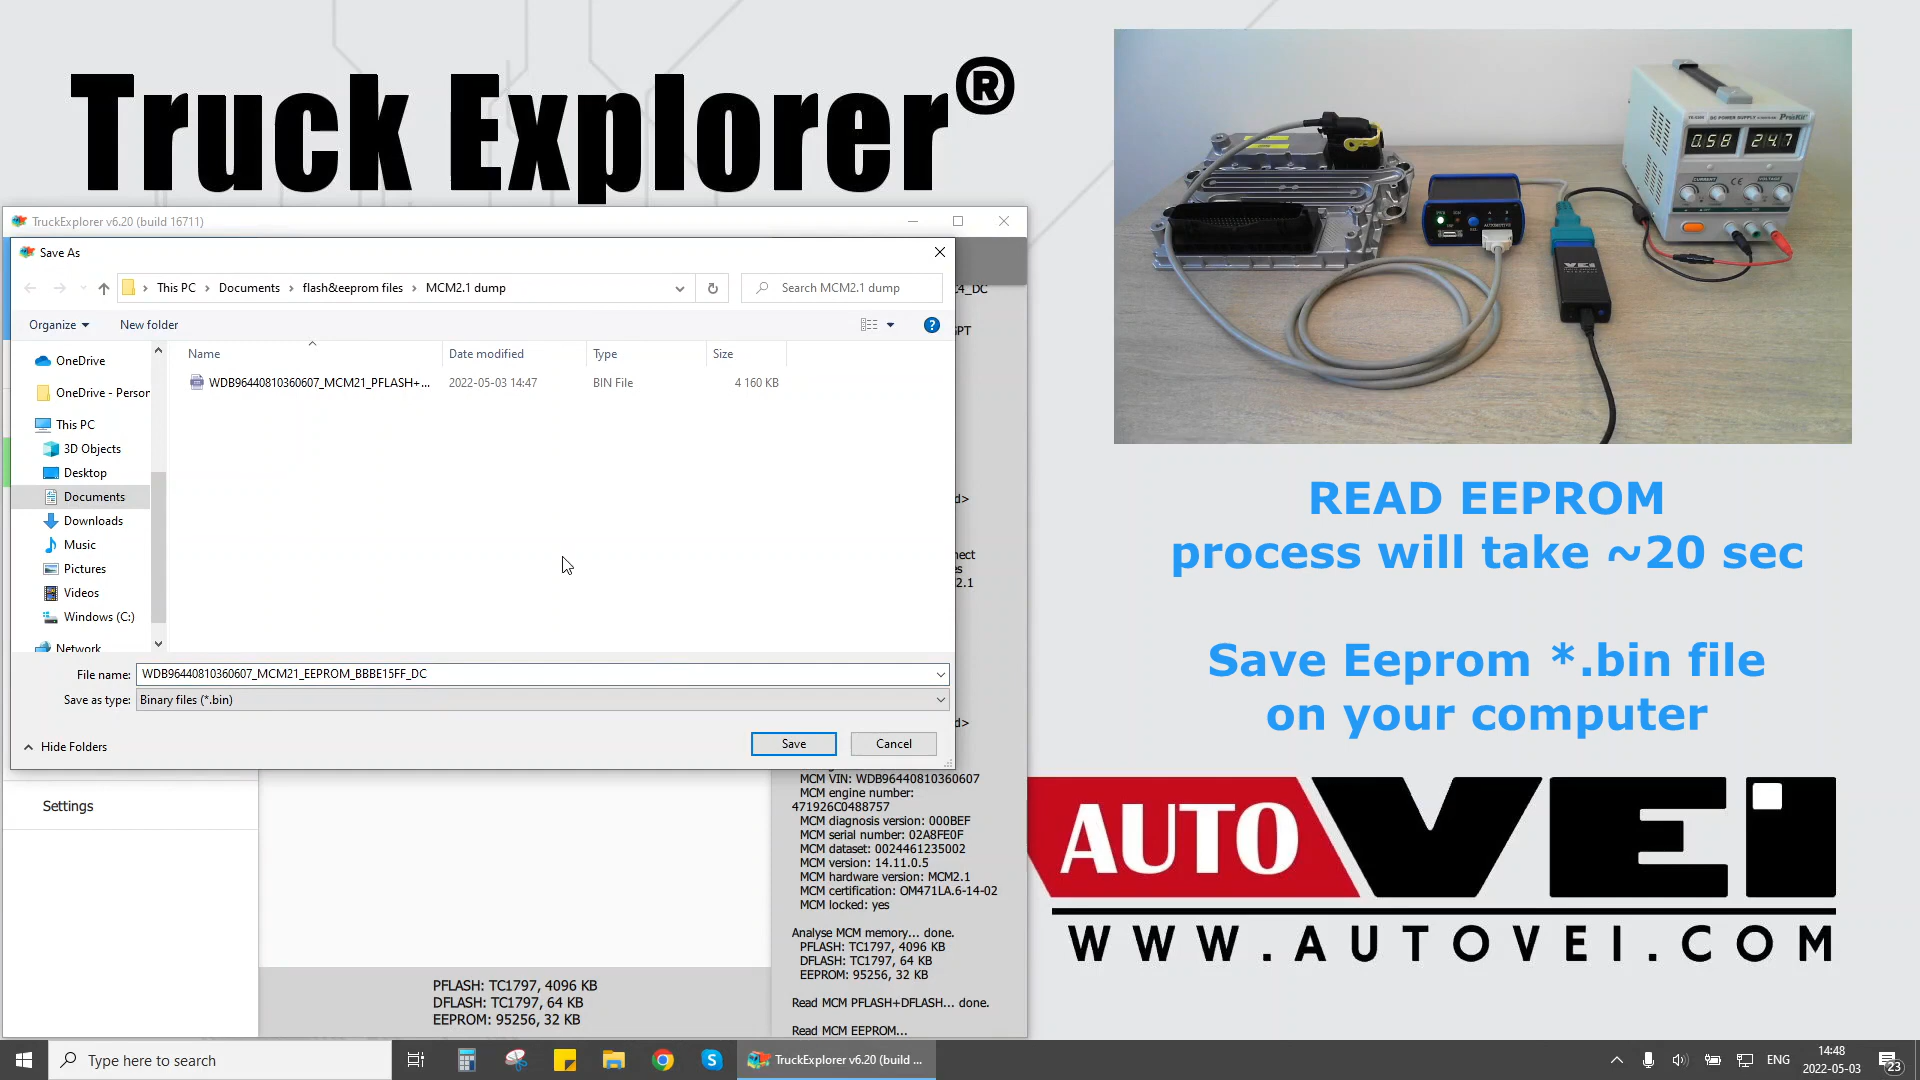 Truck Explorer®
TruckExplorer v6.20 (build 16711)
Save As
This PC > Documents > flash&eeprom files > MCM2.1 dump
Search MCM2.1 dump
Organize
New folder
Name
Date modified
Type
Size
WDB96440810360607_MCM21_PFLASH+...
2022-05-03 14:47
BIN File
4 160 KB
OneDrive
OneDrive - Person
This PC
3D Objects
Desktop
Documents
Downloads
Music
Pictures
Videos
Windows (C:)
Network
File name:
WDB96440810360607_MCM21_EEPROM_BBBE15FF_DC
Save as type:
Binary files (*.bin)
Hide Folders
Save
Cancel
Settings
MCM VIN: WDB96440810360607
MCM engine number:
471926C0488757
MCM diagnosis version: 000BEF
MCM serial number: 02A8FE0F
MCM dataset: 0024461235002
MCM version: 14.11.0.5
MCM hardware version: MCM2.1
MCM certification: OM471LA.6-14-02
MCM locked: yes
Analyse MCM memory... done.
PFLASH: TC1797, 4096 KB
DFLASH: TC1797, 64 KB
EEPROM: 95256, 32 KB
Read MCM PFLASH+DFLASH... done.
Read MCM EEPROM...
PFLASH: TC1797, 4096 KB
DFLASH: TC1797, 64 KB
EEPROM: 95256, 32 KB
0.58
24.7
Pro'sKit
VEI
READ EEPROM
process will take ~20 sec
Save Eeprom *.bin file
on your computer
AUTO VEI
WWW.AUTOVEI.COM
Type here to search
TruckExplorer v6.20 (build ...
ENG
14:48
2022-05-03
23